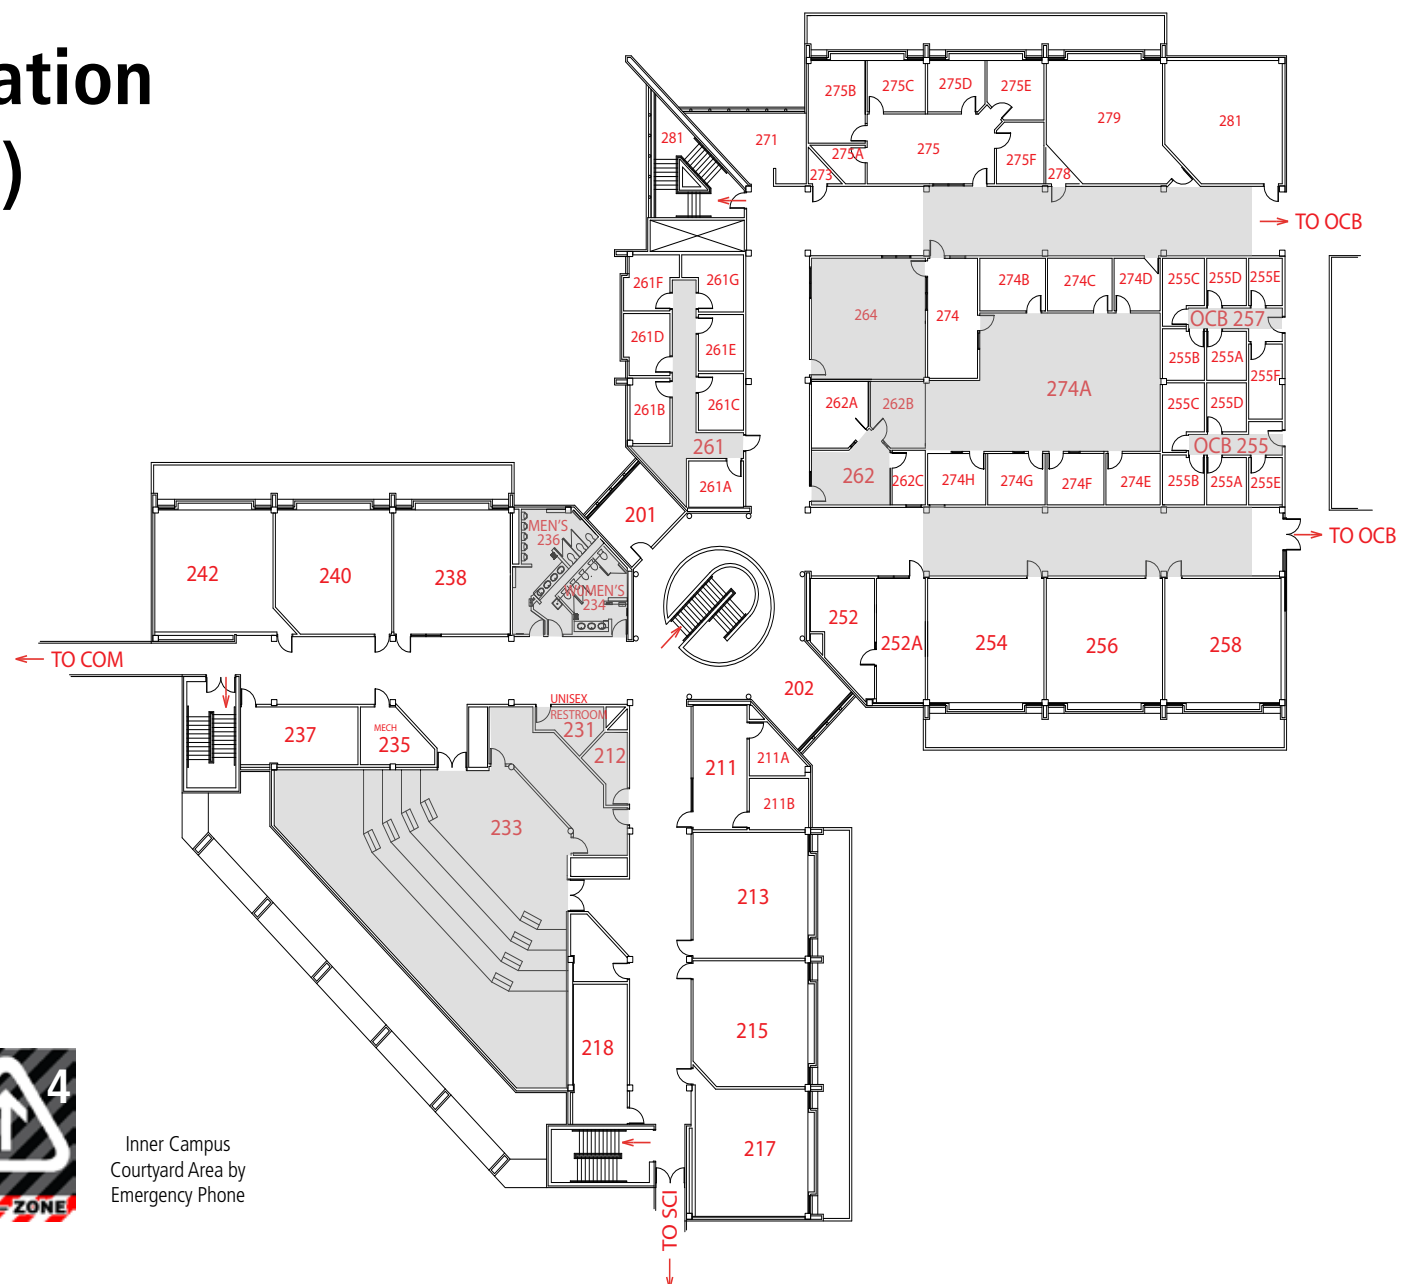 ation
)
275B
275C
275D
275E
279
281
281
271
275A
275
275F
273
278
TO OCB
261F
261G
274B
274C
274D
255C
255D
255E
264
274
OCB 257
261D
261E
255B
255A
255F
274A
262A
262B
261B
261C
255C
255D
261
OCB 255
262
262C
274H
274G
274F
274E
255B
255A
255E
261A
201
MEN'S
236
TO OCB
242
240
238
WOMEN'S
234
252
252A
254
256
258
TO COM
202
UNISEX
RESTROOM
231
237
MECH
235
212
211
211A
211B
233
213
215
218
217
4
ZONE
Inner Campus
Courtyard Area by
Emergency Phone
TO SCI